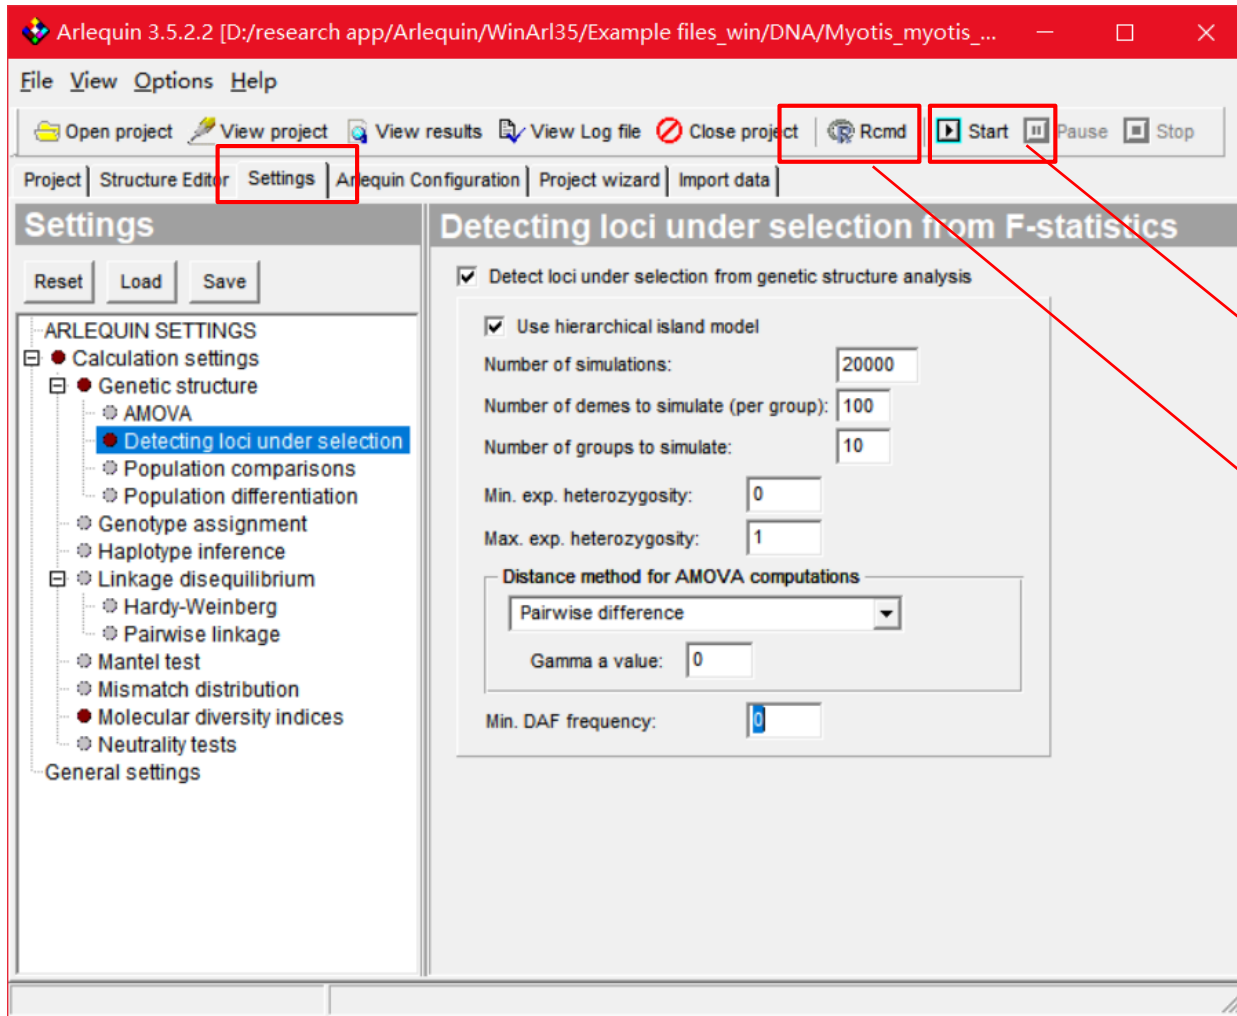 Arlequin 3.5.2.2 [D:/research app/Arlequin/WinArl35/Example files_win/DNA/Myotis_myotis_...
File View Options Help
Open project View project View results View Log file Close project Rcmd Start Pause Stop
Project Structure Editor Settings Arlequin Configuration Project wizard Import data
Settings
Reset Load Save
ARLEQUIN SETTINGS
Calculation settings
Genetic structure
AMOVA
Detecting loci under selection
Population comparisons
Population differentiation
Genotype assignment
Haplotype inference
Linkage disequilibrium
Hardy-Weinberg
Pairwise linkage
Mantel test
Mismatch distribution
Molecular diversity indices
Neutrality tests
General settings
Detecting loci under selection from F-statistics
Detect loci under selection from genetic structure analysis
Use hierarchical island model
Number of simulations: 20000
Number of demes to simulate (per group): 100
Number of groups to simulate: 10
Min. exp. heterozygosity: 0
Max. exp. heterozygosity: 1
Distance method for AMOVA computations
Pairwise difference
Gamma a value: 0
Min. DAF frequency: 0